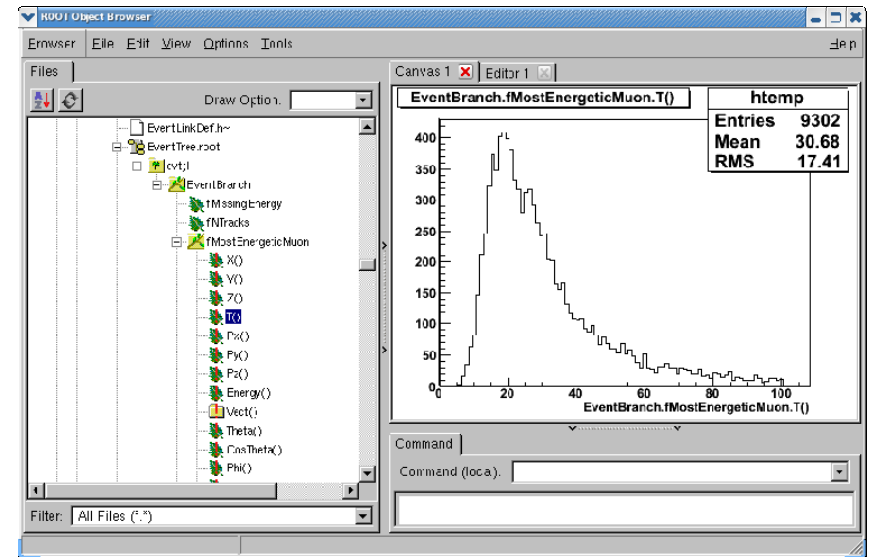 ROOT Object Browser
Browser File Edit View Options Tools Help
Files
Draw Option:
EventLinkDef.h~
EventTree.root
evt;1
EventBranch
fMissingEnergy
fNTracks
fMostEnergeticMuon
X()
Y()
Z()
T()
Px()
Py()
Pz()
Energy()
Vect()
Theta()
CosTheta()
Phi()
Filter: All Files (*.*)
Canvas 1 Editor 1
EventBranch.fMostEnergeticMuon.T()
htemp
Entries 9302
Mean 30.68
RMS 17.41
400
350
300
250
200
150
100
50
0
0 20 40 60 80 100
EventBranch.fMostEnergeticMuon.T()
Command
Command (local):